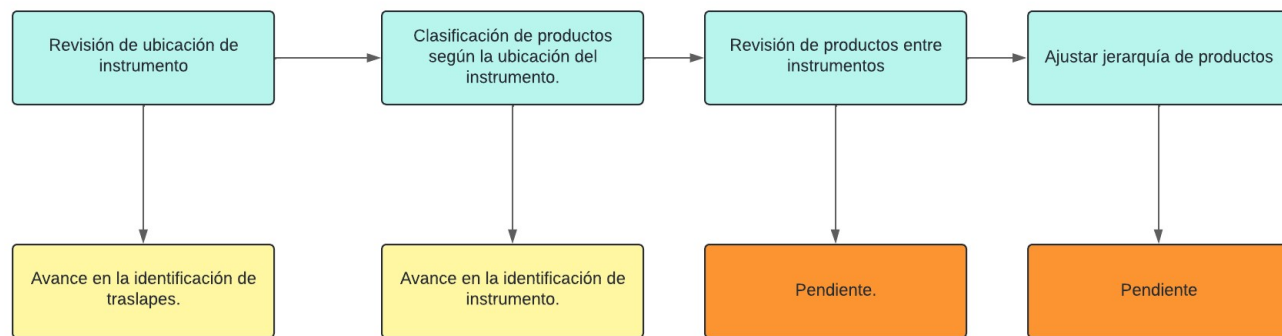 Revisión de ubicación de
instrumento
Clasificación de productos
según la ubicación del
instrumento.
Revisión de productos entre
instrumentos
Ajustar jerarquía de productos
Avance en la identificación de
traslapes.
Avance en la identificación de
instrumento.
Pendiente.
Pendiente